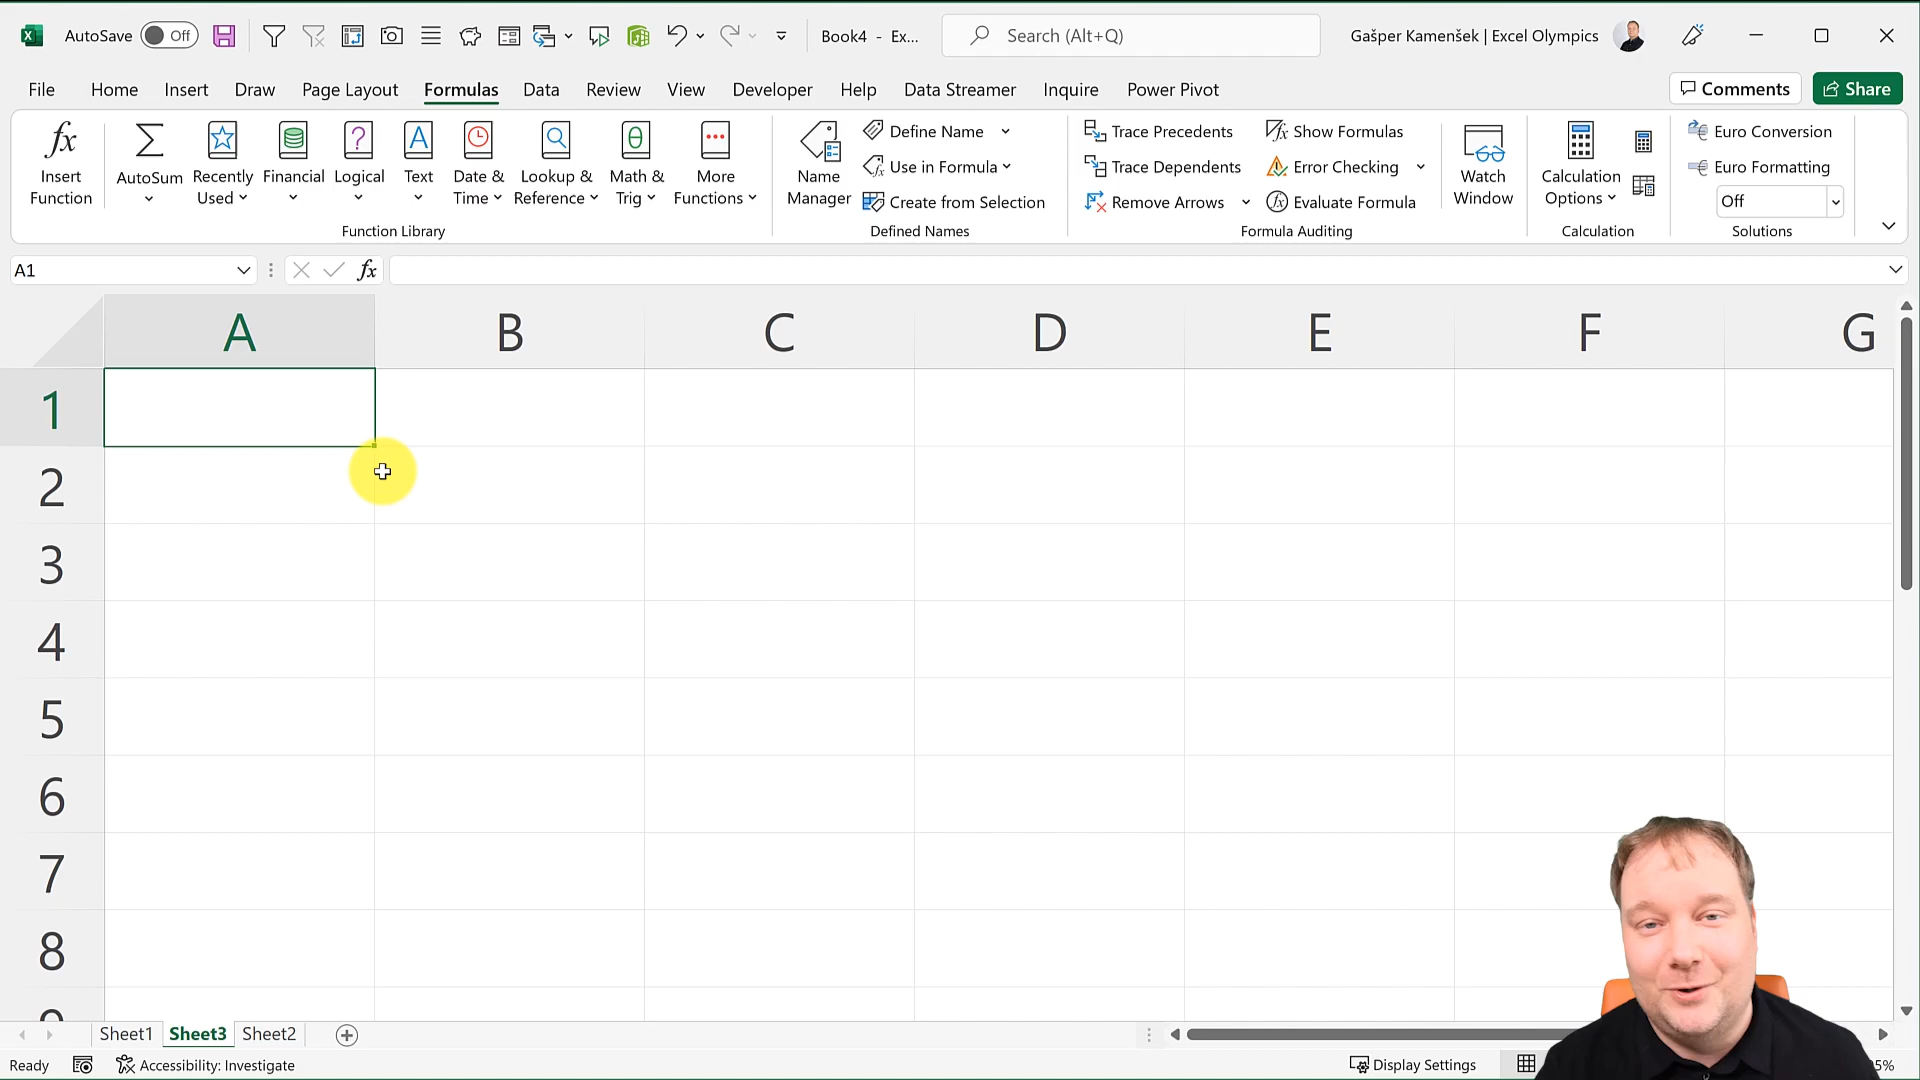 AutoSave Off Book4 - Ex... Search (Alt+Q) Gašper Kamenšek | Excel Olympics
File Home Insert Draw Page Layout Formulas Data Review View Developer Help Data Streamer Inquire Power Pivot Comments Share
fx Insert Function
AutoSum
Recently Used
Financial
Logical
Text
Date & Time
Lookup & Reference
Math & Trig
More Functions
Function Library
Name Manager
Define Name
Use in Formula
Create from Selection
Defined Names
Trace Precedents
Trace Dependents
Remove Arrows
Show Formulas
Error Checking
Evaluate Formula
Formula Auditing
Watch Window
Calculation Options
Calculation
Euro Conversion
Euro Formatting
Off
Solutions
A1 fx
A B C D E F G
1
2
3
4
5
6
7
8
Sheet1 Sheet3 Sheet2
Ready Accessibility: Investigate Display Settings